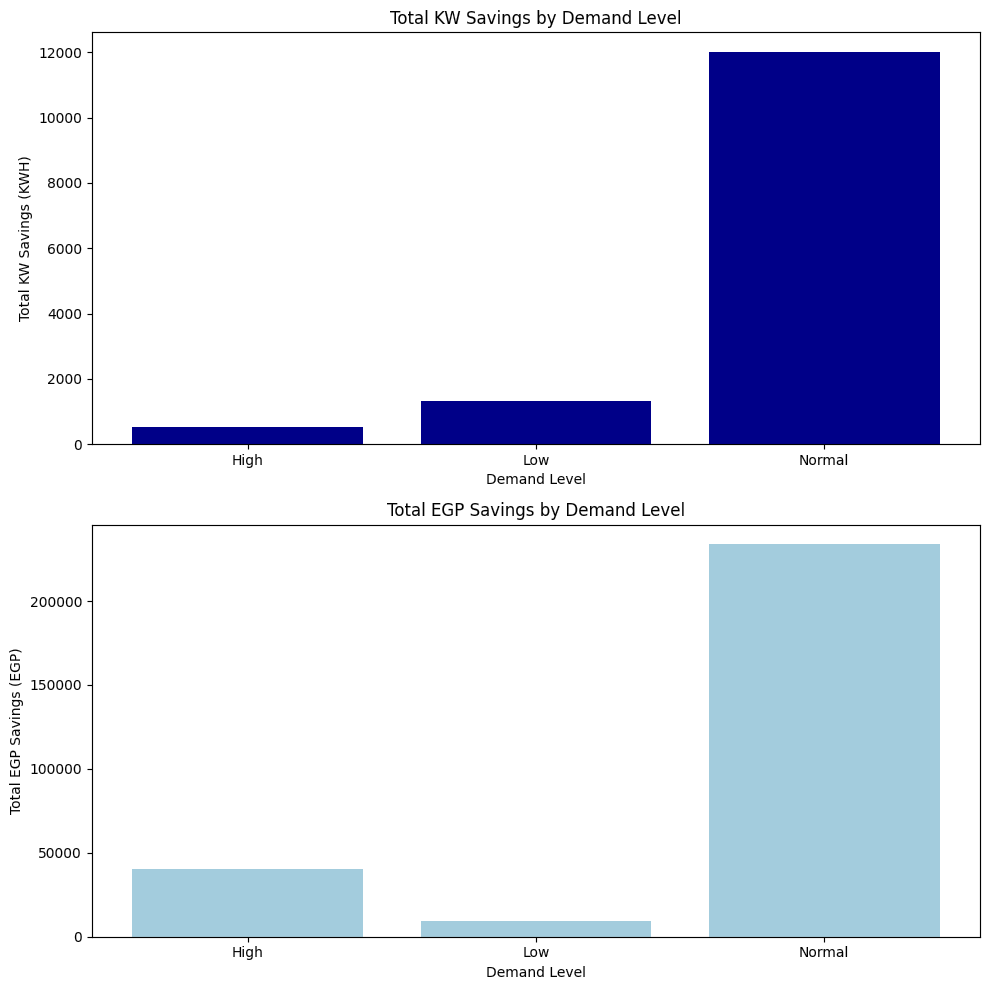 Total KW Savings by Demand Level
12000
10000
8000
6000
4000
2000
0
Total KW Savings (KWH)
High Low Normal
Demand Level
Total EGP Savings by Demand Level
200000
150000
100000
50000
0
Total EGP Savings (EGP)
High Low Normal
Demand Level